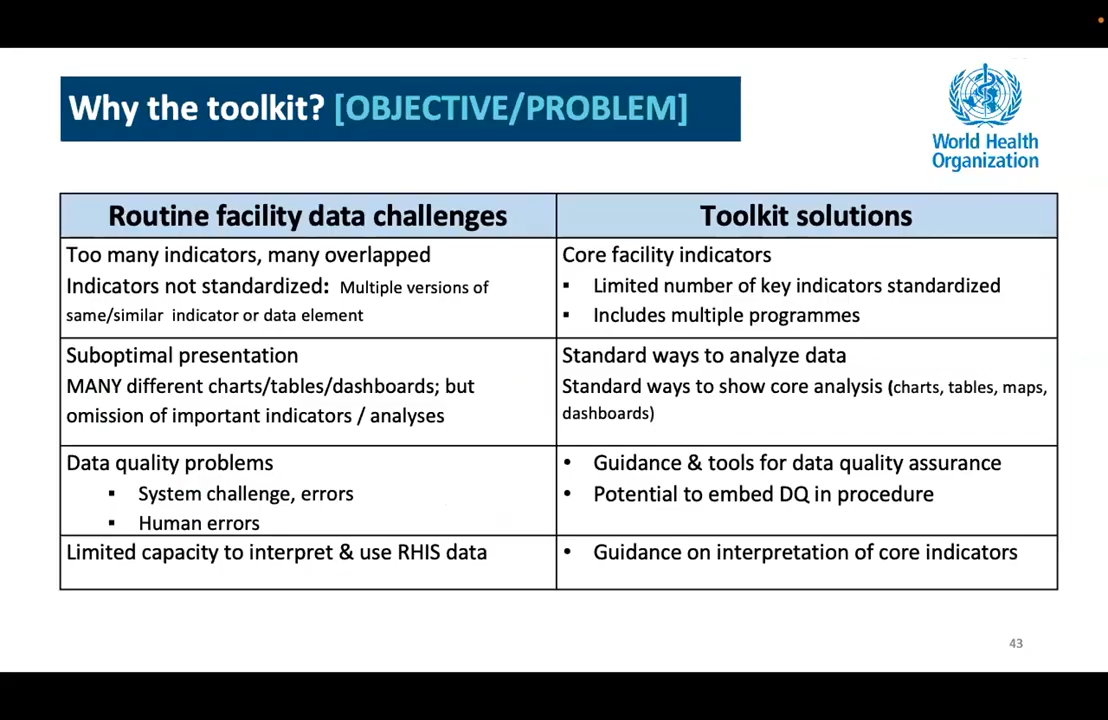 Why the toolkit? [OBJECTIVE/PROBLEM]
World Health
Organization
Routine facility data challenges
Toolkit solutions
Too many indicators, many overlapped
Indicators not standardized: Multiple versions of
same/similar indicator or data element
Core facility indicators
▪ Limited number of key indicators standardized
▪ Includes multiple programmes
Suboptimal presentation
MANY different charts/tables/dashboards; but
omission of important indicators / analyses
Standard ways to analyze data
Standard ways to show core analysis (charts, tables, maps,
dashboards)
Data quality problems
▪ System challenge, errors
▪ Human errors
• Guidance & tools for data quality assurance
• Potential to embed DQ in procedure
Limited capacity to interpret & use RHIS data
• Guidance on interpretation of core indicators
43